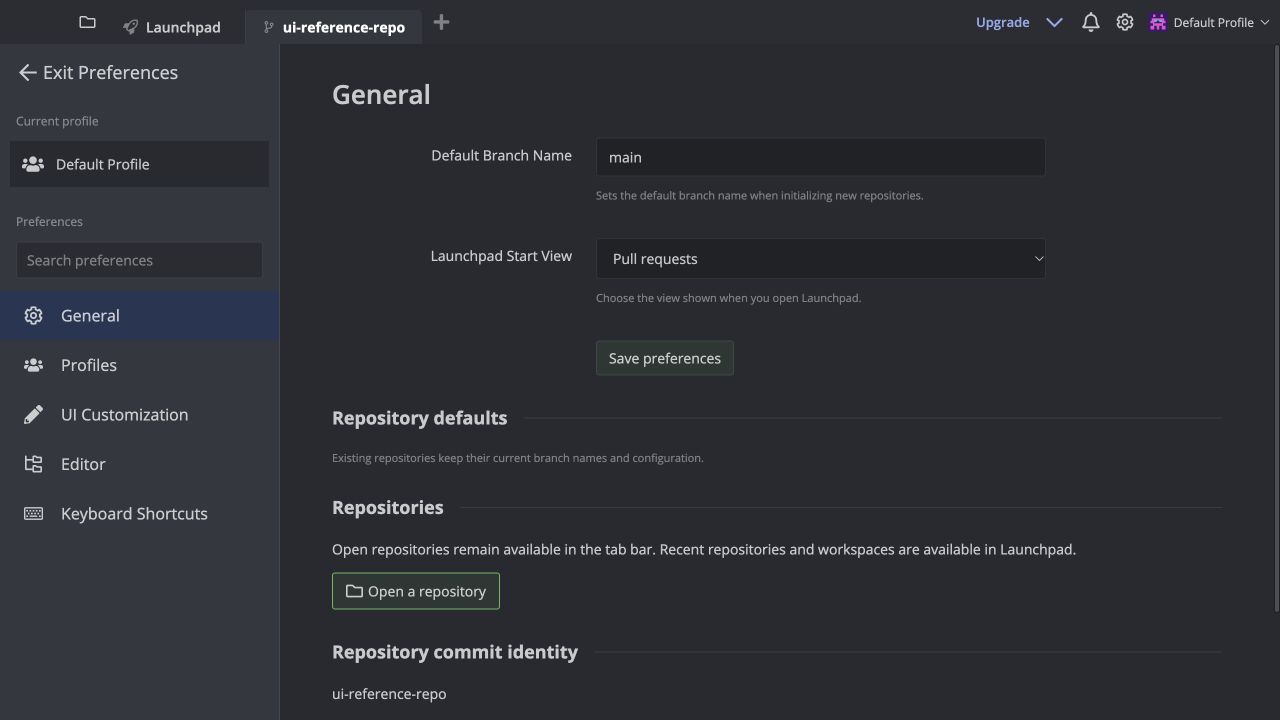 Launchpad
ui-reference-repo
Upgrade
Default Profile
Exit Preferences
Current profile
Default Profile
Preferences
Search preferences
General
Profiles
UI Customization
Editor
Keyboard Shortcuts
General
Default Branch Name
main
Sets the default branch name when initializing new repositories.
Launchpad Start View
Pull requests
Choose the view shown when you open Launchpad.
Save preferences
Repository defaults
Existing repositories keep their current branch names and configuration.
Repositories
Open repositories remain available in the tab bar. Recent repositories and workspaces are available in Launchpad.
Open a repository
Repository commit identity
ui-reference-repo